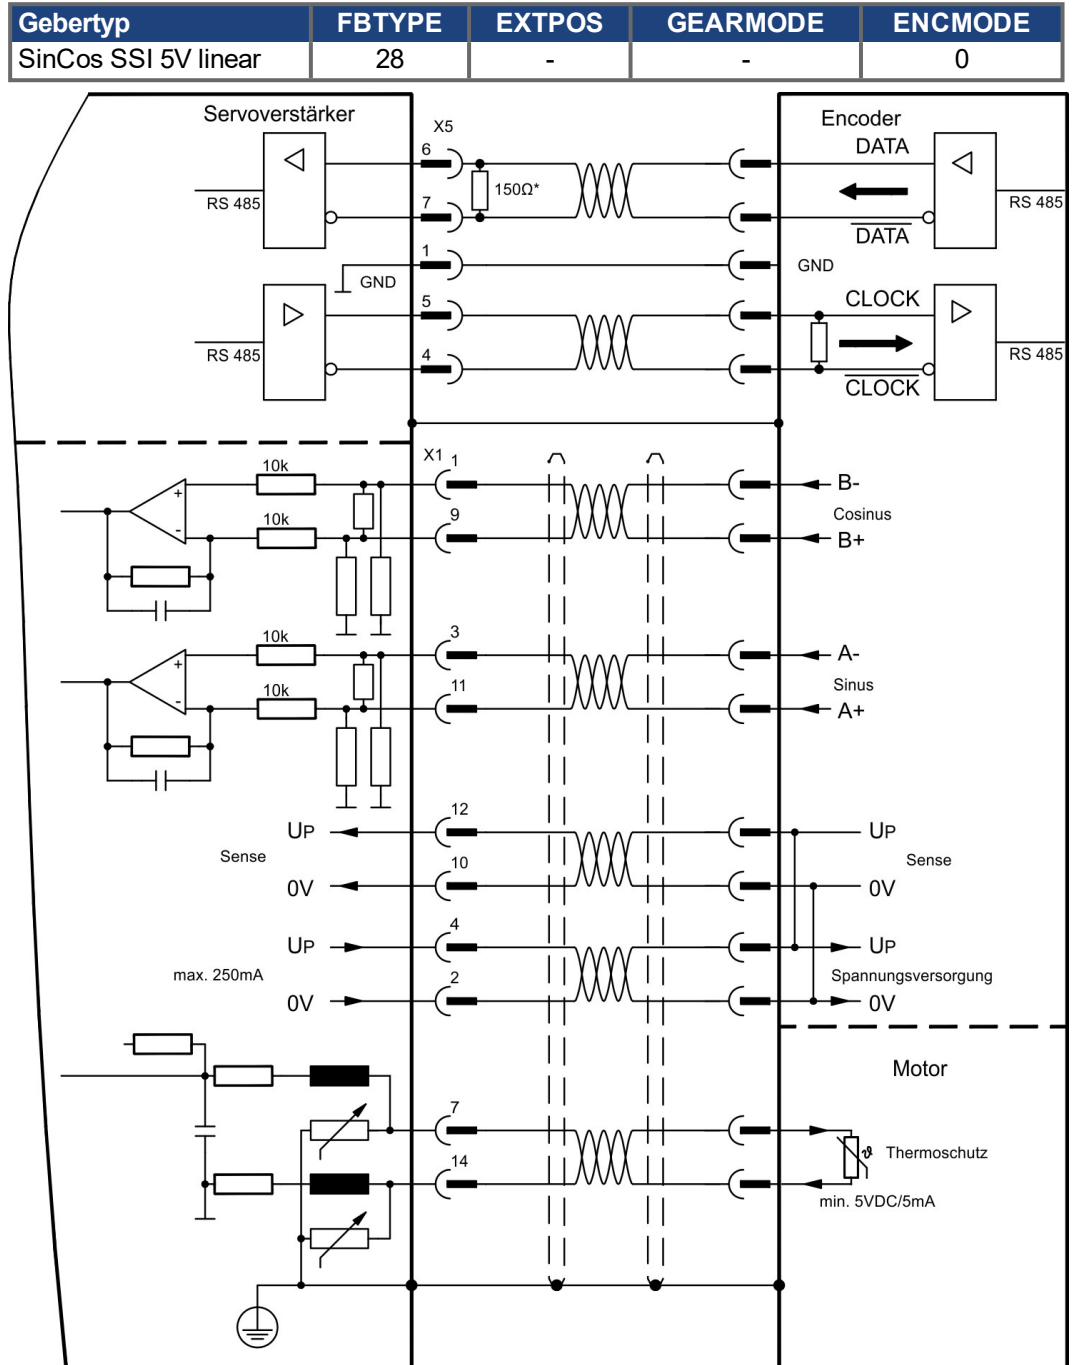 Gebertyp FBTYPE EXTPOS GEARMODE ENCMODE
SinCos SSI 5V linear 28 - - 0
Servoverstärker X5 Encoder
6 DATA
150Ω*
RS 485 7 RS 485
DATA
1
GND GND
5 CLOCK
RS 485 4 RS 485
CLOCK
X1 1
10k B-
+
9 Cosinus
10k B+
-
3
10k A-
+
11 Sinus
10k A+
-
12
UP UP
Sense 10 Sense
0V 0V
4
UP UP
max. 250mA 2 Spannungsversorgung
0V 0V
Motor
7
ϑ Thermoschutz
14
min. 5VDC/5mA